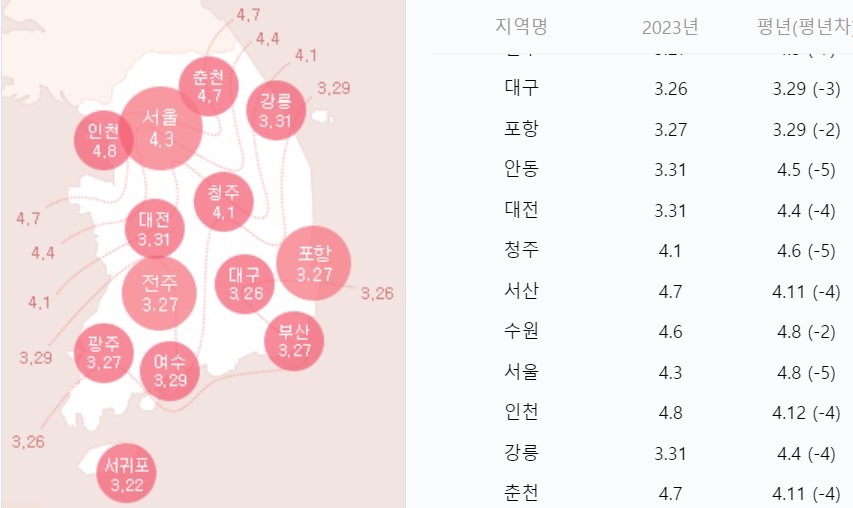 4,7
4,4
4,1
3,29
춘천
4,7
강릉
3,31
서울
4,3
인천
4,8
청주
4,1
4,7
대전
3,31
4,4
포항
3,27
대구
3,26
전주
3,27
3,26
4,1
부산
3,27
광주
3,27
3,29
여수
3,29
3,26
서귀포
3,22
지역명 2023년 평년(평년차)
대구 3.26 3.29 (-3)
포항 3.27 3.29 (-2)
안동 3.31 4.5 (-5)
대전 3.31 4.4 (-4)
청주 4.1 4.6 (-5)
서산 4.7 4.11 (-4)
수원 4.6 4.8 (-2)
서울 4.3 4.8 (-5)
인천 4.8 4.12 (-4)
강릉 3.31 4.4 (-4)
춘천 4.7 4.11 (-4)